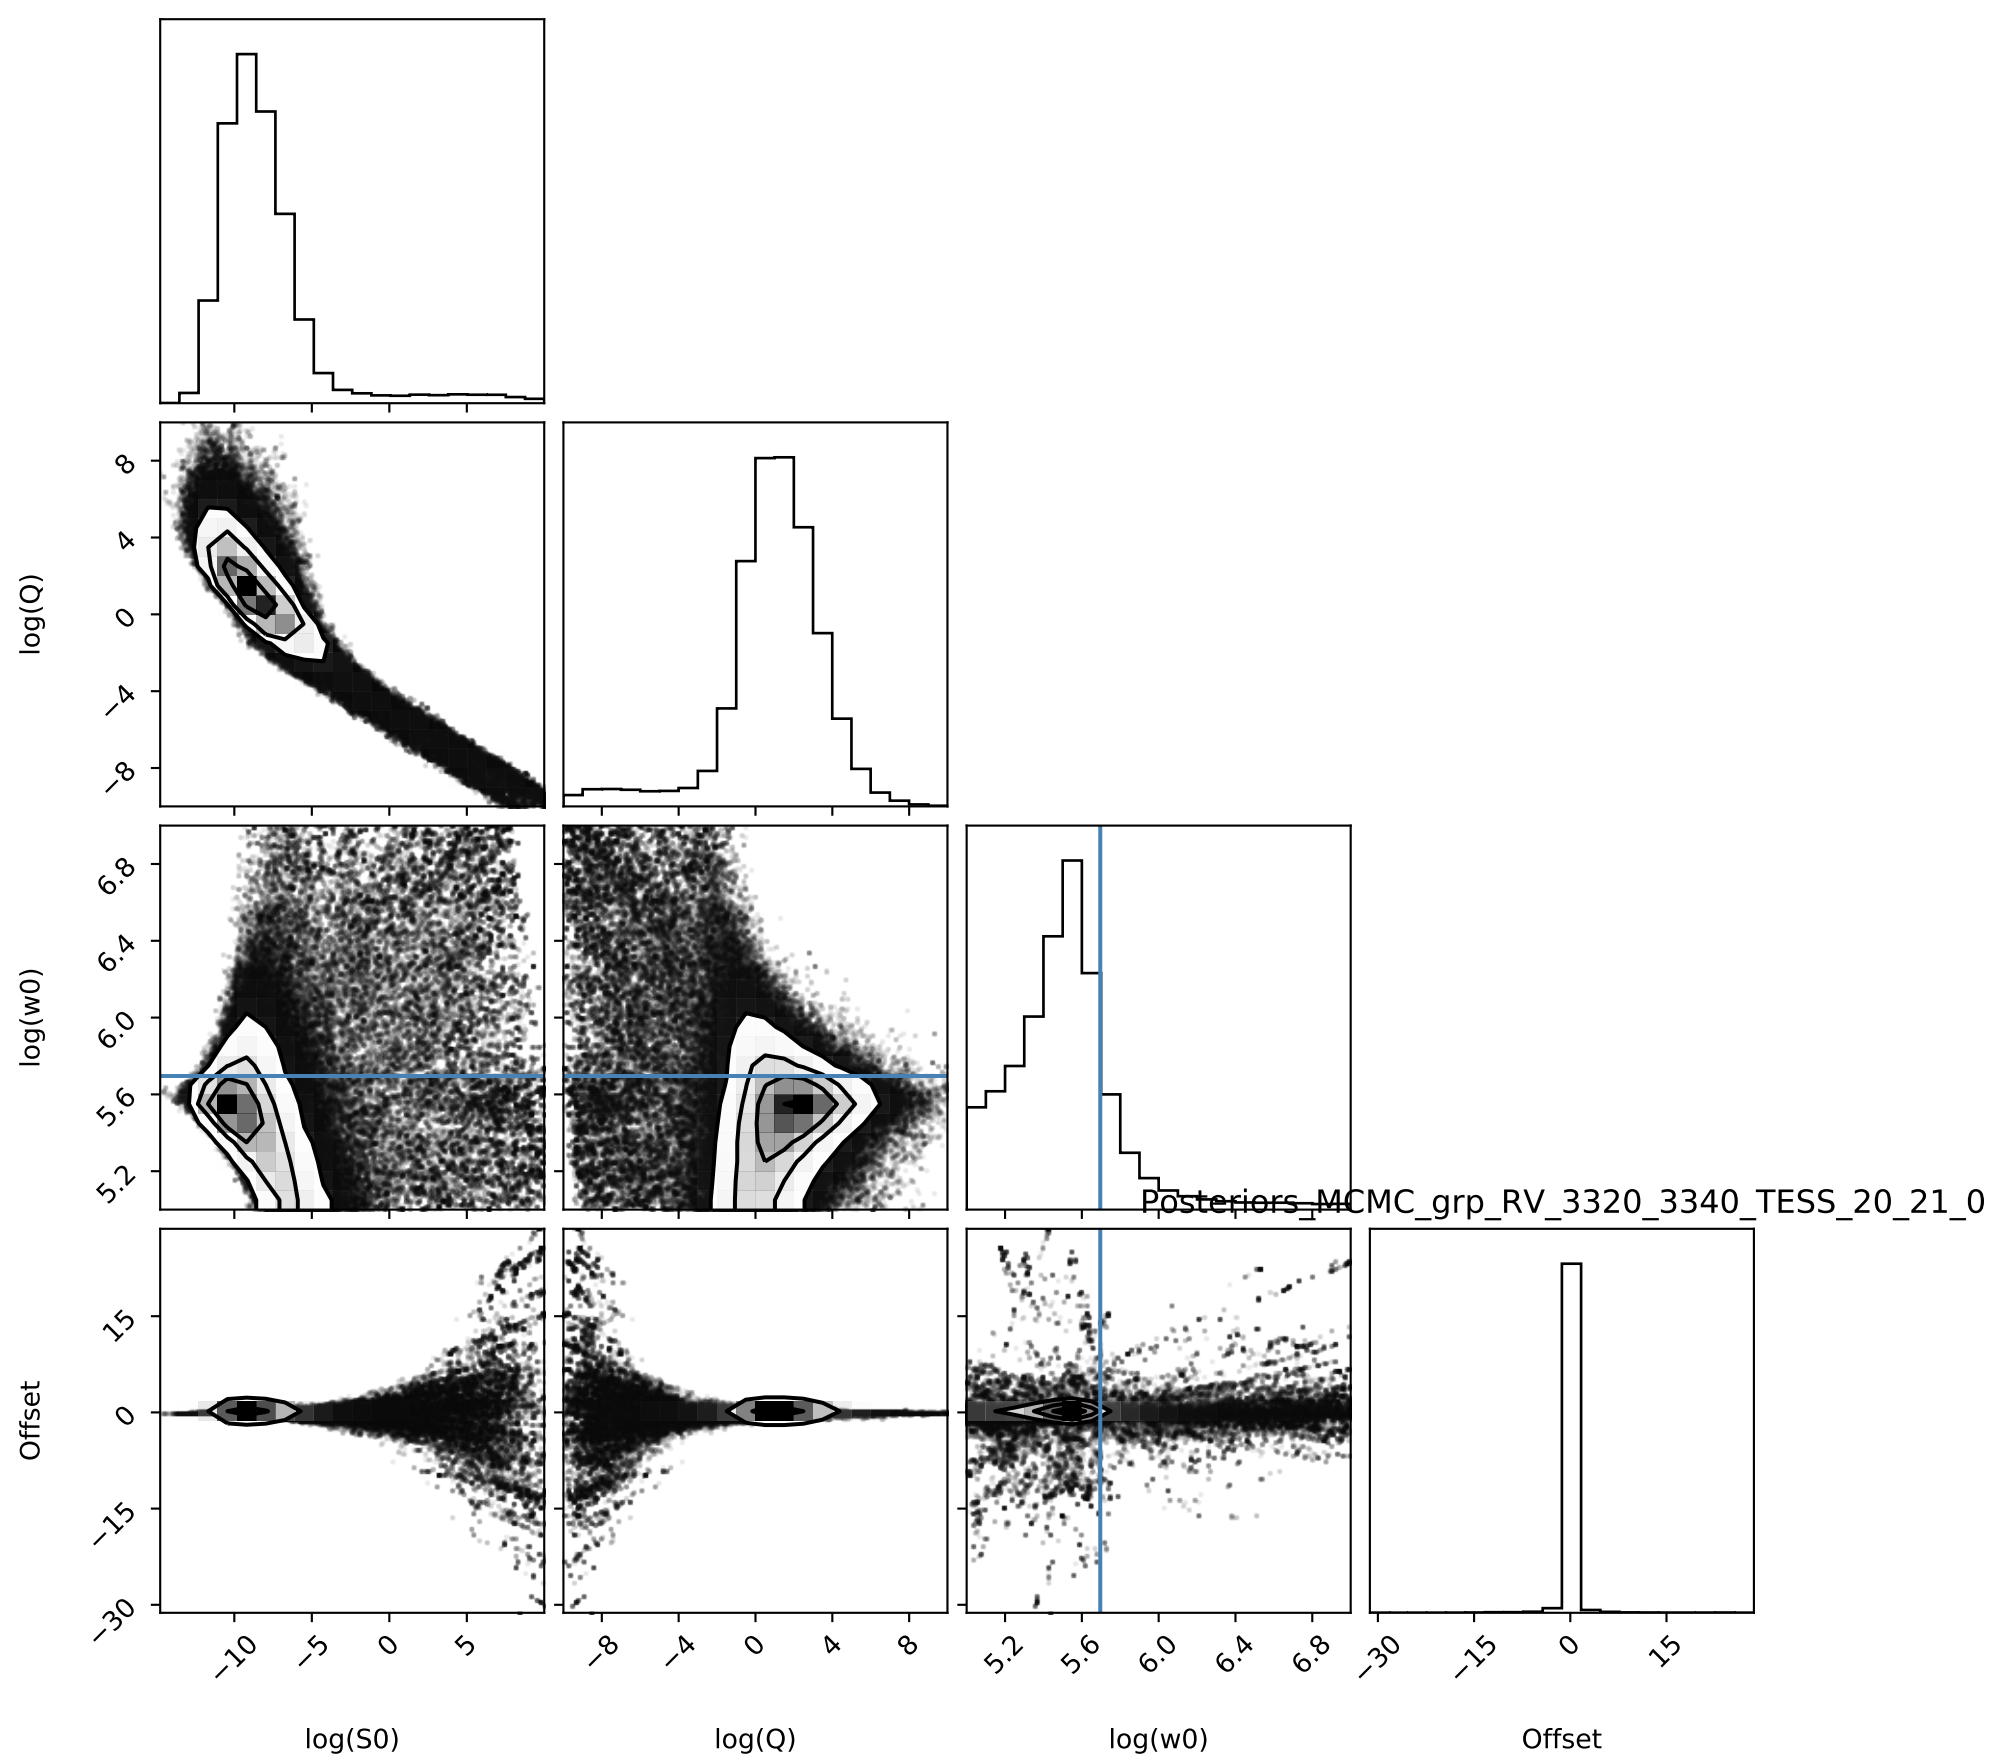 log(Q)
8
4
0
−4
−8
log(w0)
6.8
6.4
6.0
5.6
5.2
Posteriors_MCMC_grp_RV_3320_3340_TESS_20_21_0
Offset
15
0
−15
−30
−10 −5 0 5 −8 −4 0 4 8 5.2 5.6 6.0 6.4 6.8 −30 −15 0 15
log(S0) log(Q) log(w0) Offset